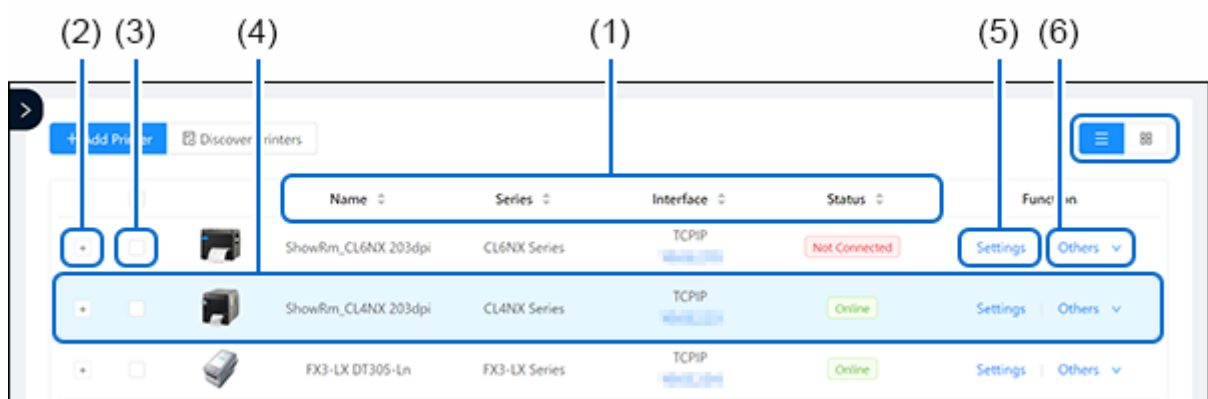 (2) (3) (4) (1) (5) (6)
+ Add Printer Discover Printers
Name Series Interface Status Function
ShowRm_CL6NX 203dpi CL6NX Series TCPIP Not Connected Settings Others
ShowRm_CL4NX 203dpi CL4NX Series TCPIP Online Settings | Others
FX3-LX DT305-Ln FX3-LX Series TCPIP Online Settings | Others